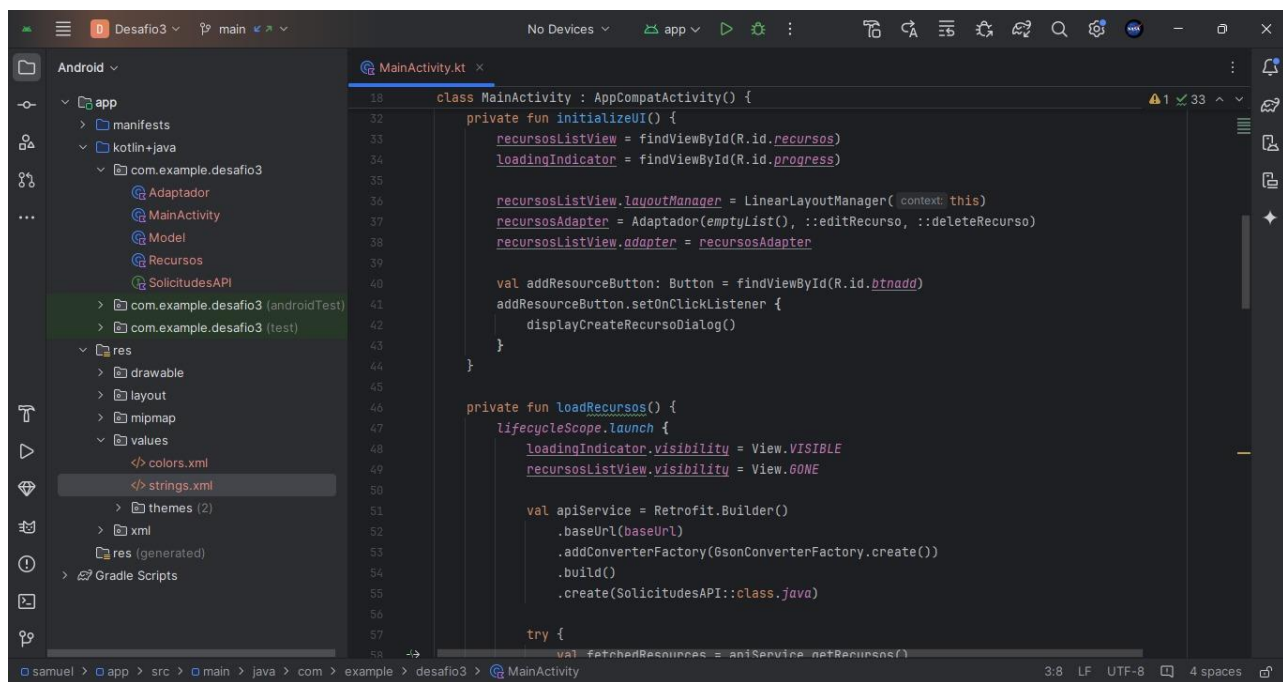 Desafio3 main No Devices app
Android
MainActivity.kt
app
manifests
kotlin+java
com.example.desafio3
Adaptador
MainActivity
Model
Recursos
SolicitudesAPI
com.example.desafio3 (androidTest)
com.example.desafio3 (test)
res
drawable
layout
mipmap
values
colors.xml
strings.xml
themes (2)
xml
res (generated)
Gradle Scripts
18 class MainActivity : AppCompatActivity() { 1 33
32 private fun initializeUI() {
33 recursosListView = findViewById(R.id.recursos)
34 loadingIndicator = findViewById(R.id.progress)
35
36 recursosListView.layoutManager = LinearLayoutManager( context: this)
37 recursosAdapter = Adaptador(emptyList(), ::editRecurso, ::deleteRecurso)
38 recursosListView.adapter = recursosAdapter
39
40 val addResourceButton: Button = findViewById(R.id.btnadd)
41 addResourceButton.setOnClickListener {
42 displayCreateRecursoDialog()
43 }
44 }
45
46 private fun loadRecursos() {
47 lifecycleScope.launch {
48 loadingIndicator.visibility = View.VISIBLE
49 recursosListView.visibility = View.GONE
50
51 val apiService = Retrofit.Builder()
52 .baseUrl(baseUrl)
53 .addConverterFactory(GsonConverterFactory.create())
54 .build()
55 .create(SolicitudesAPI::class.java)
56
57 try {
58 val fetchedResources = apiService.getRecursos()
samuel > app > src > main > java > com > example > desafio3 > MainActivity 3:8 LF UTF-8 4 spaces